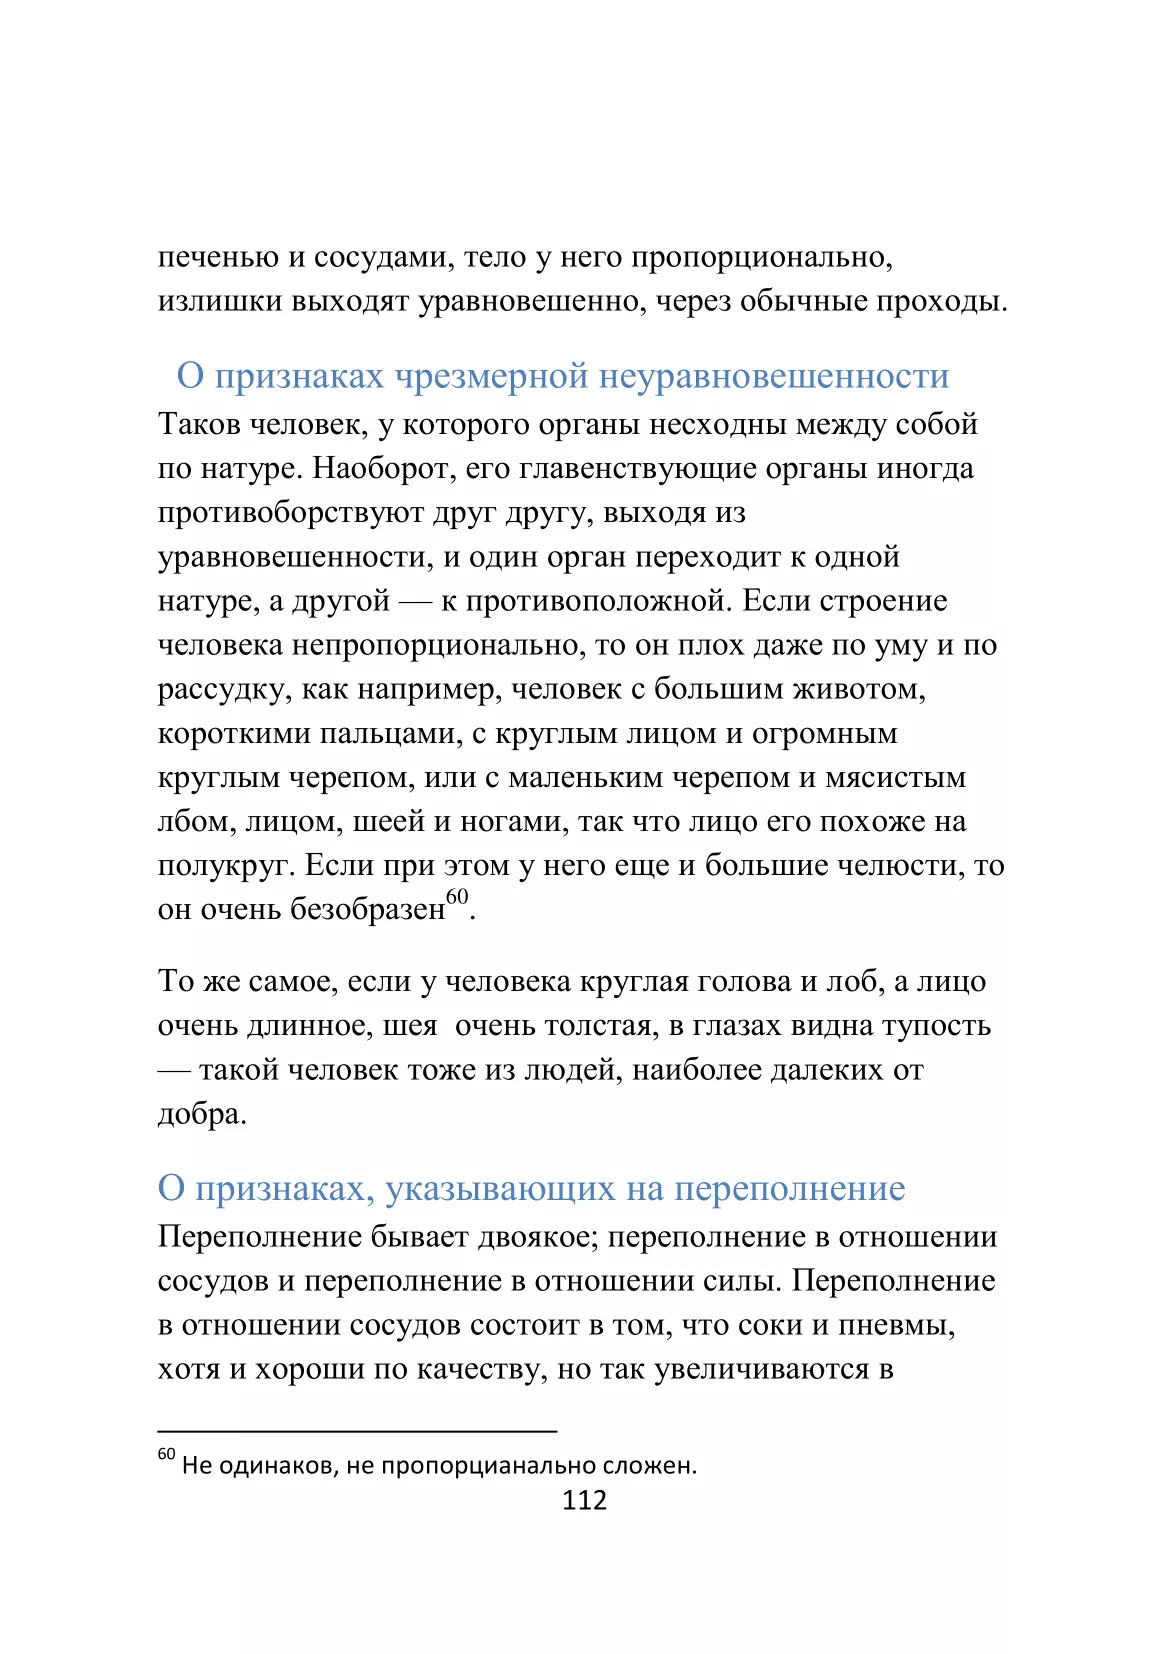 печенью и сосудами, тело у него пропорционально,
излишки выходят уравновешенно, через обычные проходы.
О признаках чрезмерной неуравновешенности
Таков человек, у которого органы несходны между собой
по натуре. Наоборот, его главенствующие органы иногда
противоборствуют друг другу, выходя из
уравновешенности, и один орган переходит к одной
натуре, а другой — к противоположной. Если строение
человека непропорционально, то он плох даже по уму и по
рассудку, как например, человек с большим животом,
короткими пальцами, с круглым лицом и огромным
круглым черепом, или с маленьким черепом и мясистым
лбом, лицом, шеей и ногами, так что лицо его похоже на
полукруг. Если при этом у него еще и большие челюсти, то
он очень безобразен60.
То же самое, если у человека круглая голова и лоб, а лицо
очень длинное, шея  очень толстая, в глазах видна тупость
— такой человек тоже из людей, наиболее далеких от
добра.
О признаках, указывающих на переполнение
Переполнение бывает двоякое; переполнение в отношении
сосудов и переполнение в отношении силы. Переполнение
в отношении сосудов состоит в том, что соки и пневмы,
хотя и хороши по качеству, но так увеличиваются в
60 Не одинаков, не пропорцианально сложен.
112